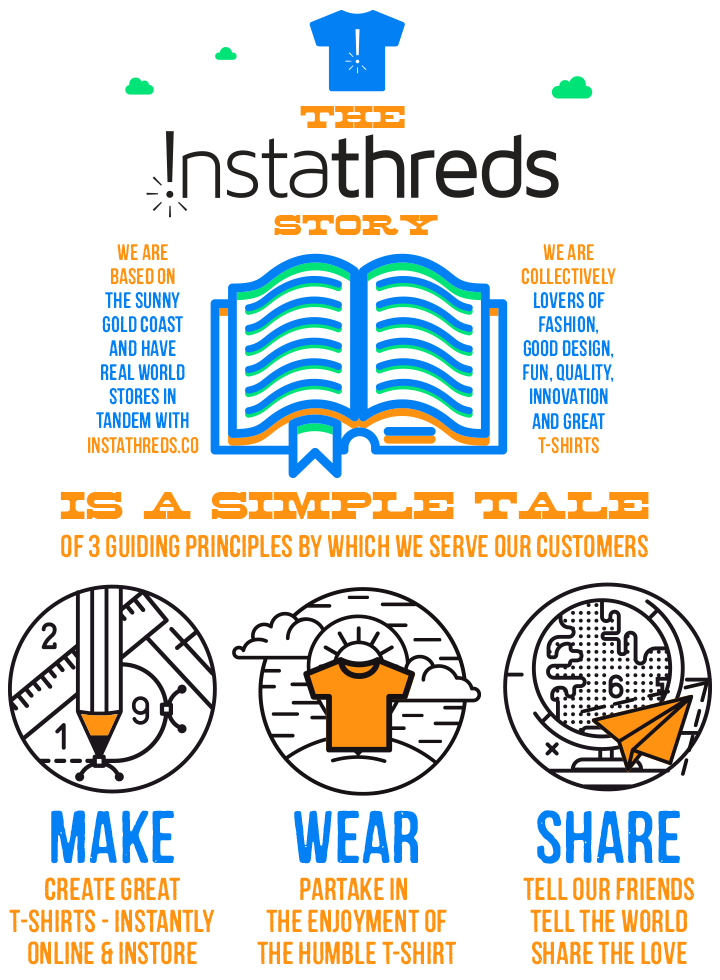 THE
!nstathreds
STORY
WE ARE
BASED ON
THE SUNNY
GOLD COAST
AND HAVE
REAL WORLD
STORES IN
TANDEM WITH
INSTATHREDS.CO
WE ARE
COLLECTIVELY
LOVERS OF
FASHION,
GOOD DESIGN,
FUN, QUALITY,
INNOVATION
AND GREAT
T-SHIRTS
IS A SIMPLE TALE
OF 3 GUIDING PRINCIPLES BY WHICH WE SERVE OUR CUSTOMERS
2
9
1
6
MAKE
CREATE GREAT
T-SHIRTS - INSTANTLY
ONLINE & INSTORE
WEAR
PARTAKE IN
THE ENJOYMENT OF
THE HUMBLE T-SHIRT
SHARE
TELL OUR FRIENDS
TELL THE WORLD
SHARE THE LOVE